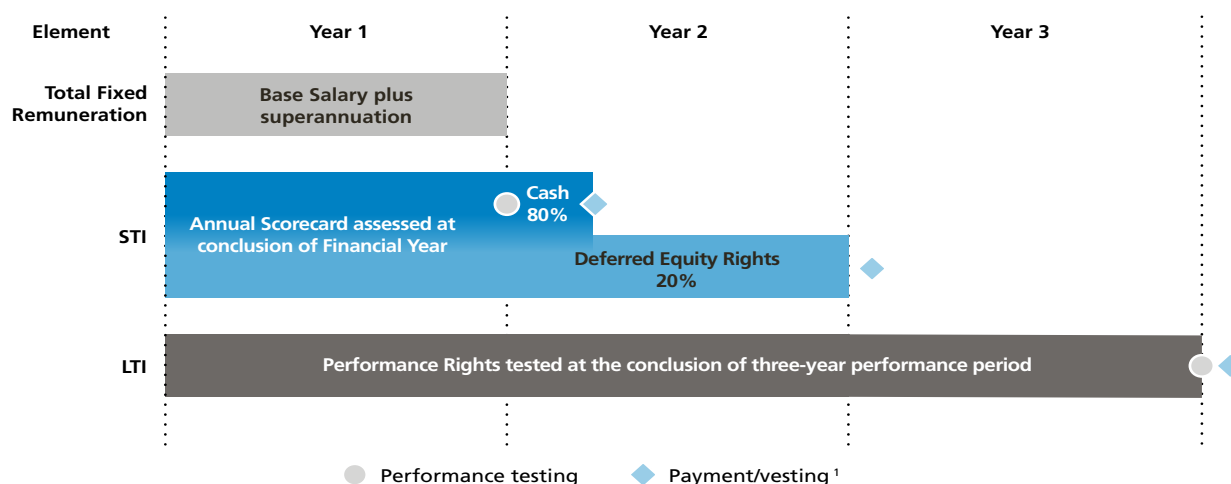 Element
Year 1
Year 2
Year 3
Total Fixed
Remuneration
Base Salary plus
superannuation
STI
Annual Scorecard assessed at
conclusion of Financial Year
Cash
80%
Deferred Equity Rights
20%
LTI
Performance Rights tested at the conclusion of three-year performance period
Performance testing
Payment/vesting ¹